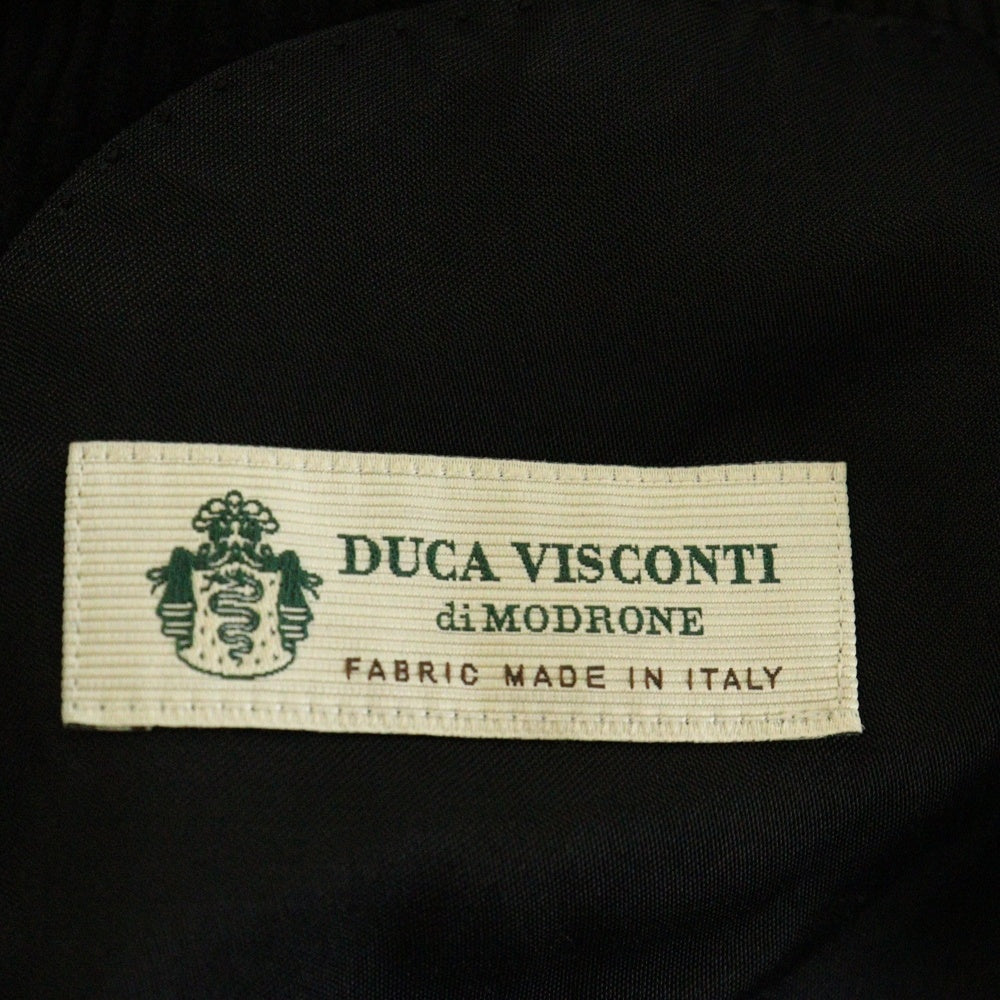 DUCA VISCONTI
di MODRONE
FABRIC MADE IN ITALY